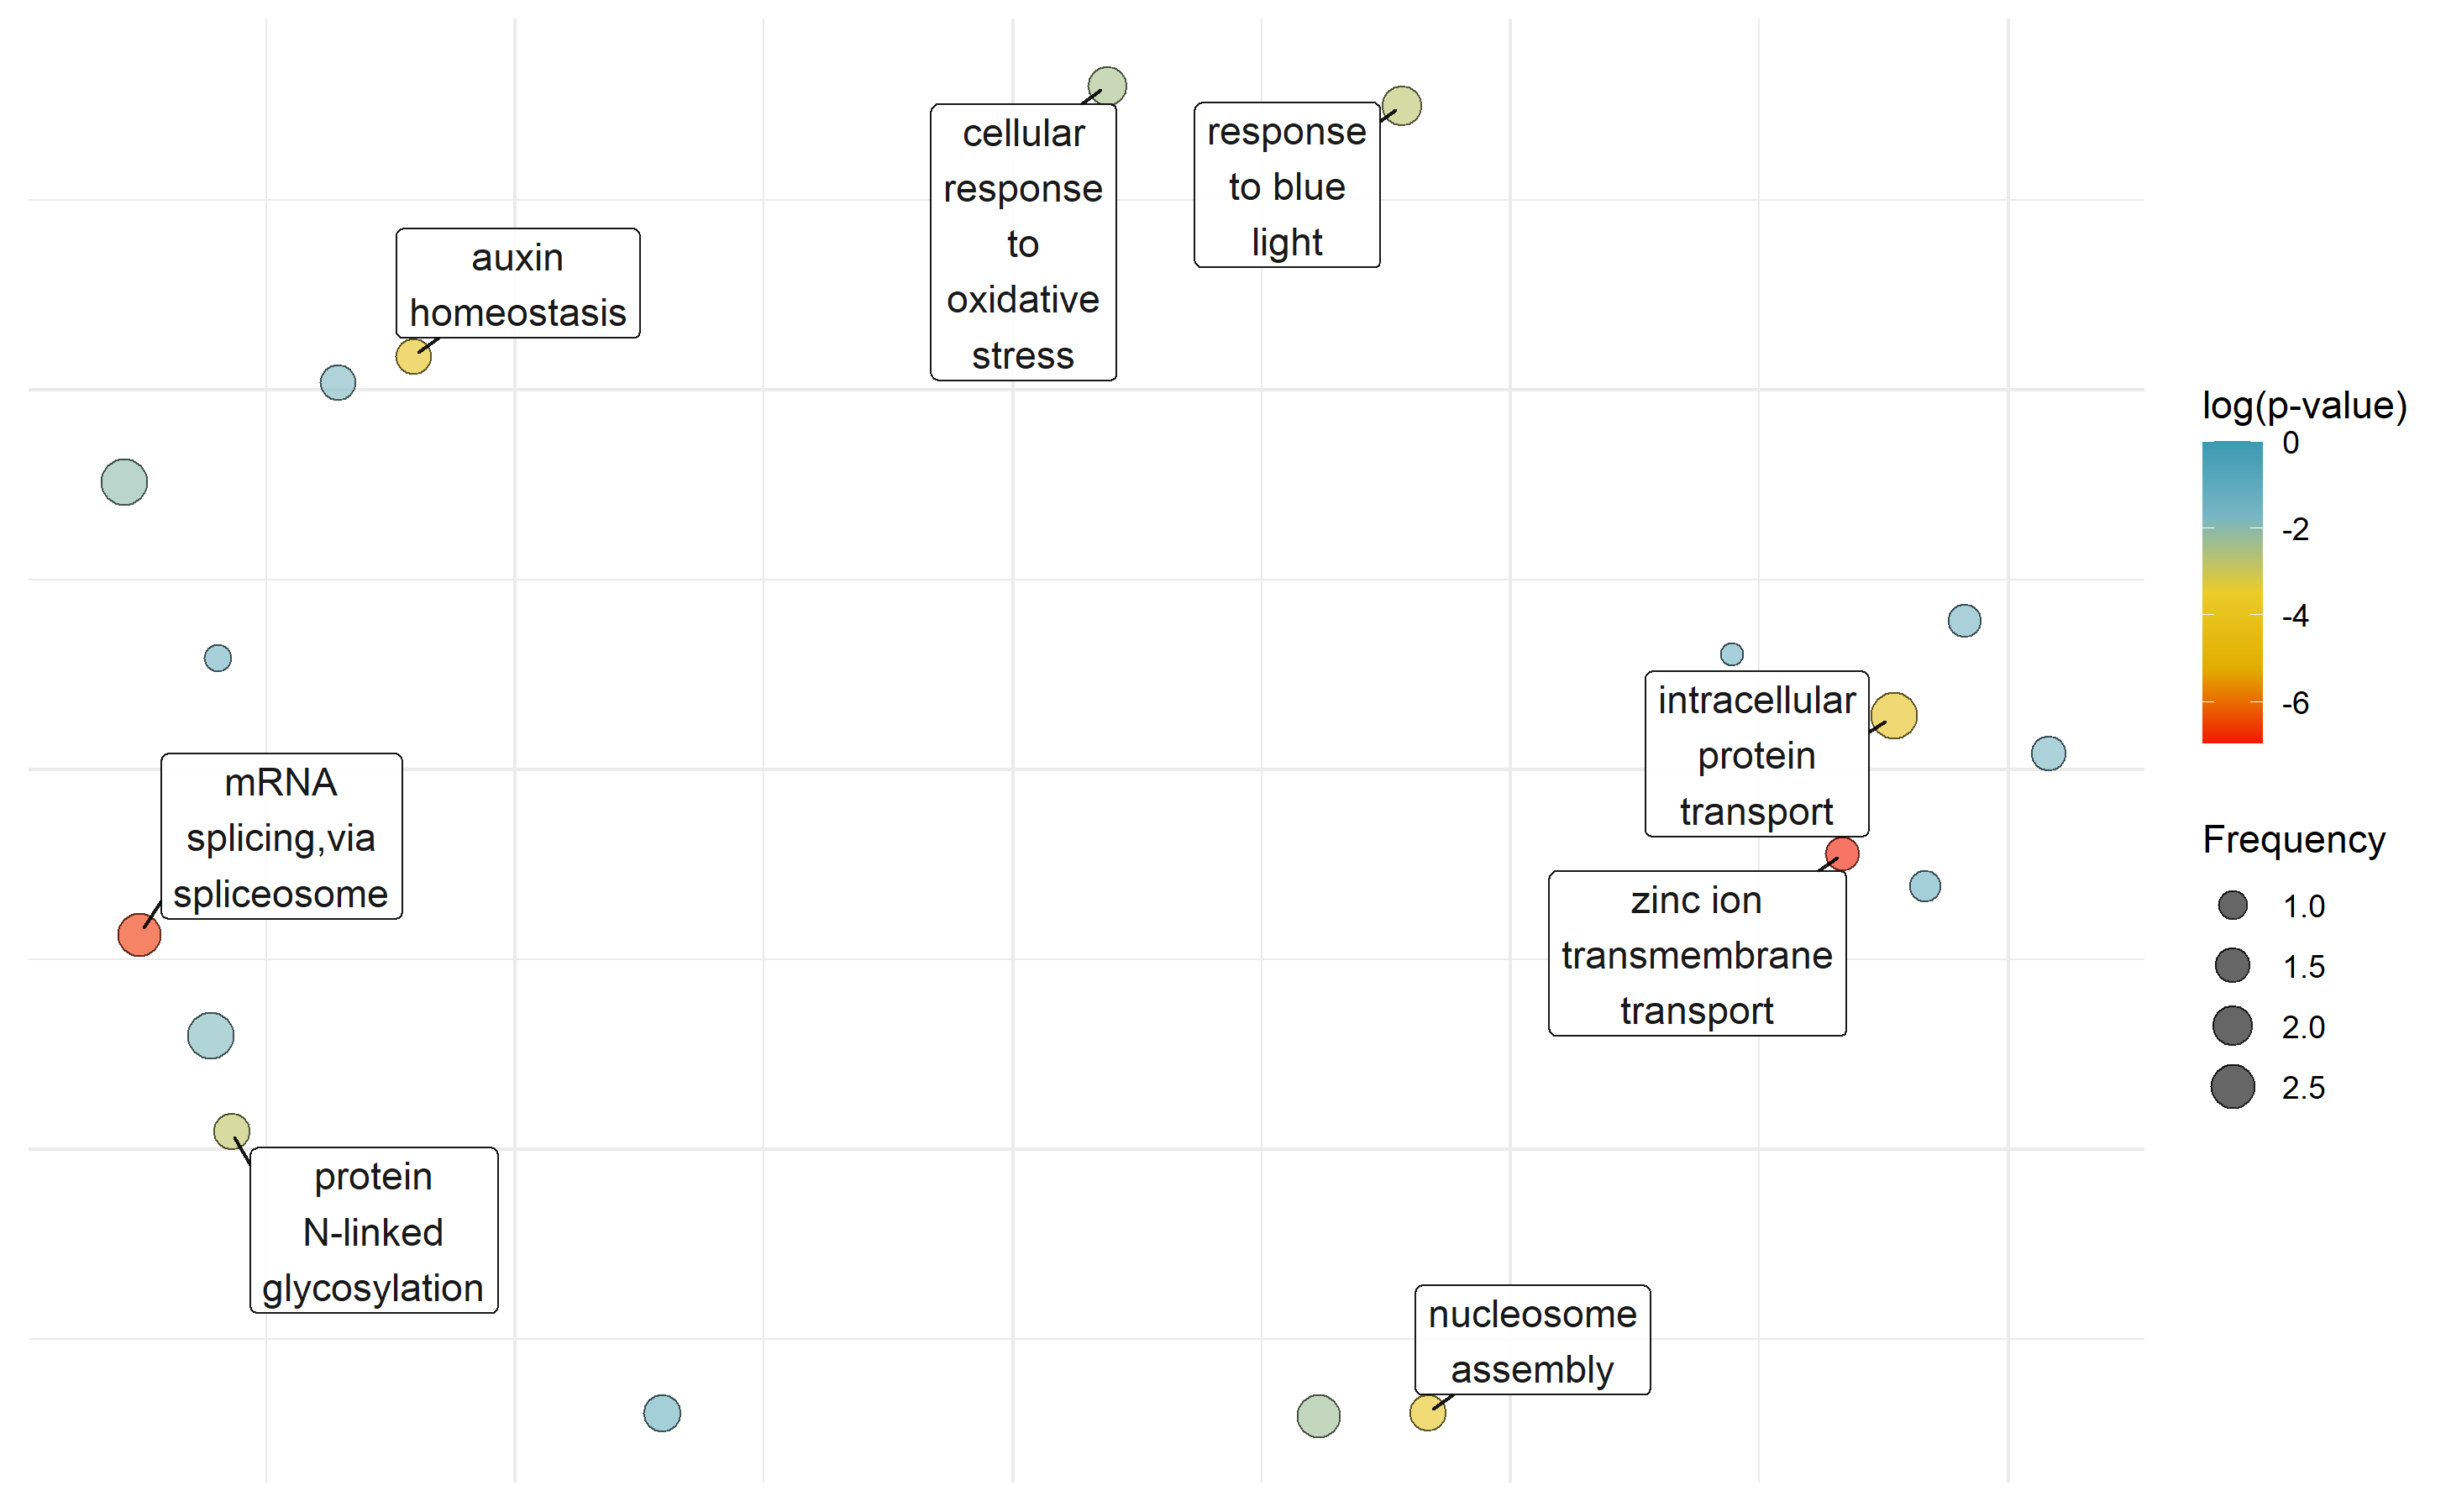 cellular
response
to
oxidative
stress
response
to blue
light
auxin
homeostasis
intracellular
protein
transport
mRNA
splicing,via
spliceosome
zinc ion
transmembrane
transport
protein
N-linked
glycosylation
nucleosome
assembly
log(p-value)
0
-2
-4
-6
Frequency
1.0
1.5
2.0
2.5